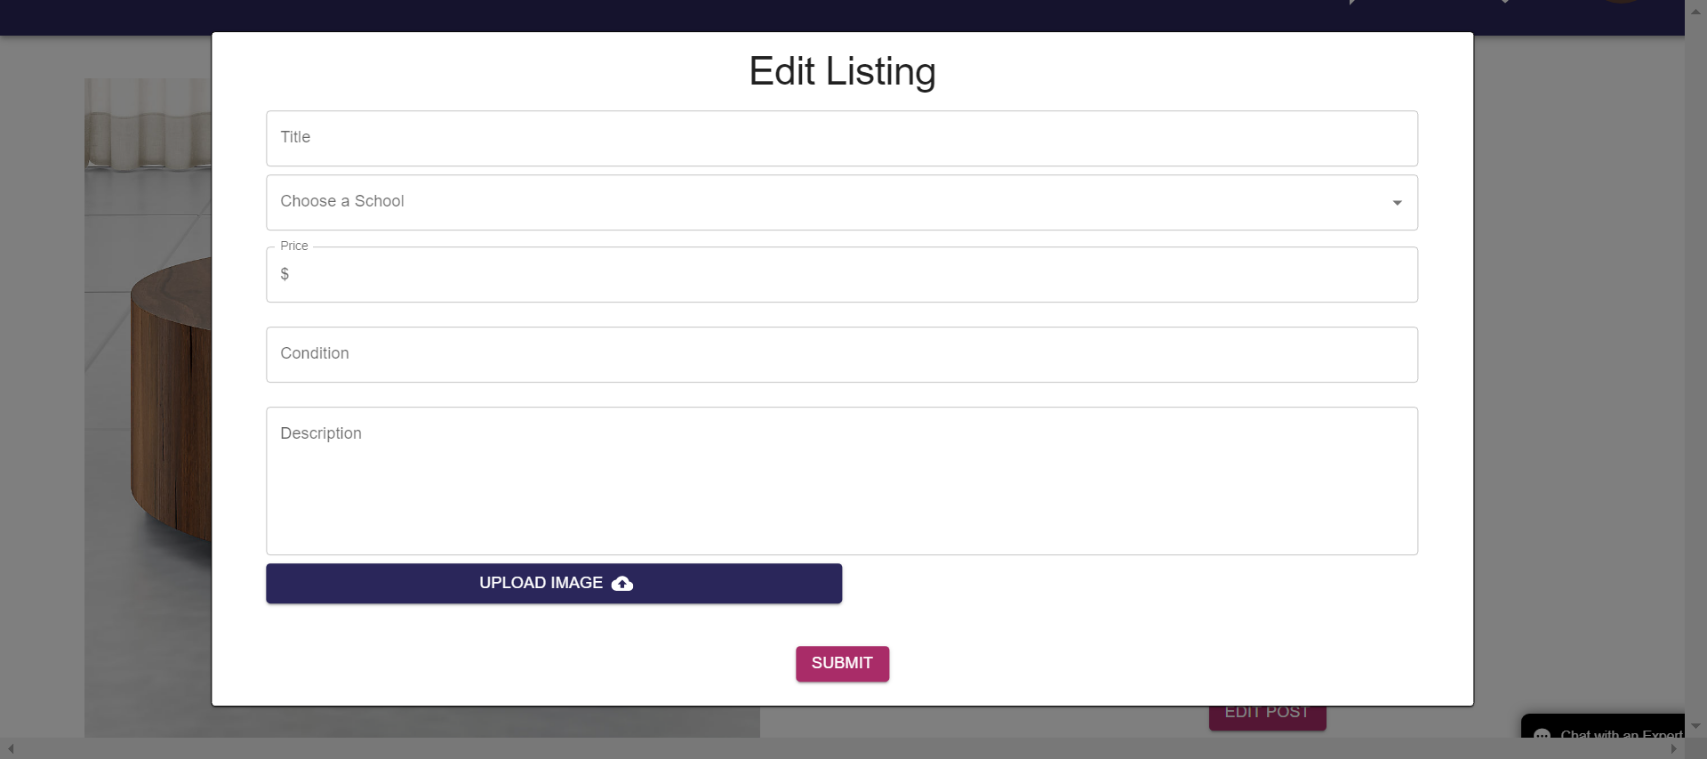 Edit Listing
Title
Choose a School
Price
$
Condition
Description
UPLOAD IMAGE
SUBMIT
EDIT POST
Chat with an Expert